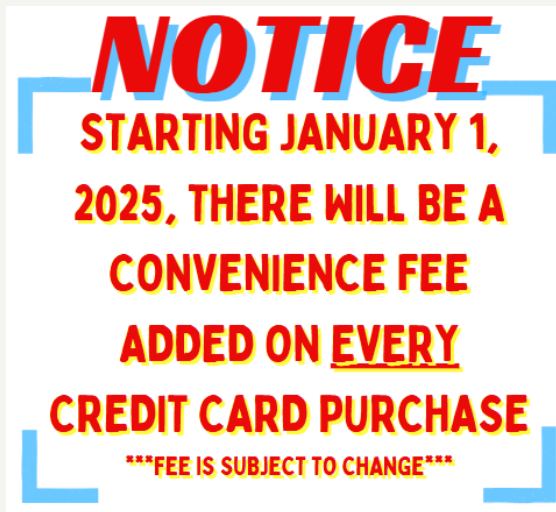 NOTICE
STARTING JANUARY 1,
2025, THERE WILL BE A
CONVENIENCE FEE
ADDED ON EVERY
CREDIT CARD PURCHASE
***FEE IS SUBJECT TO CHANGE***